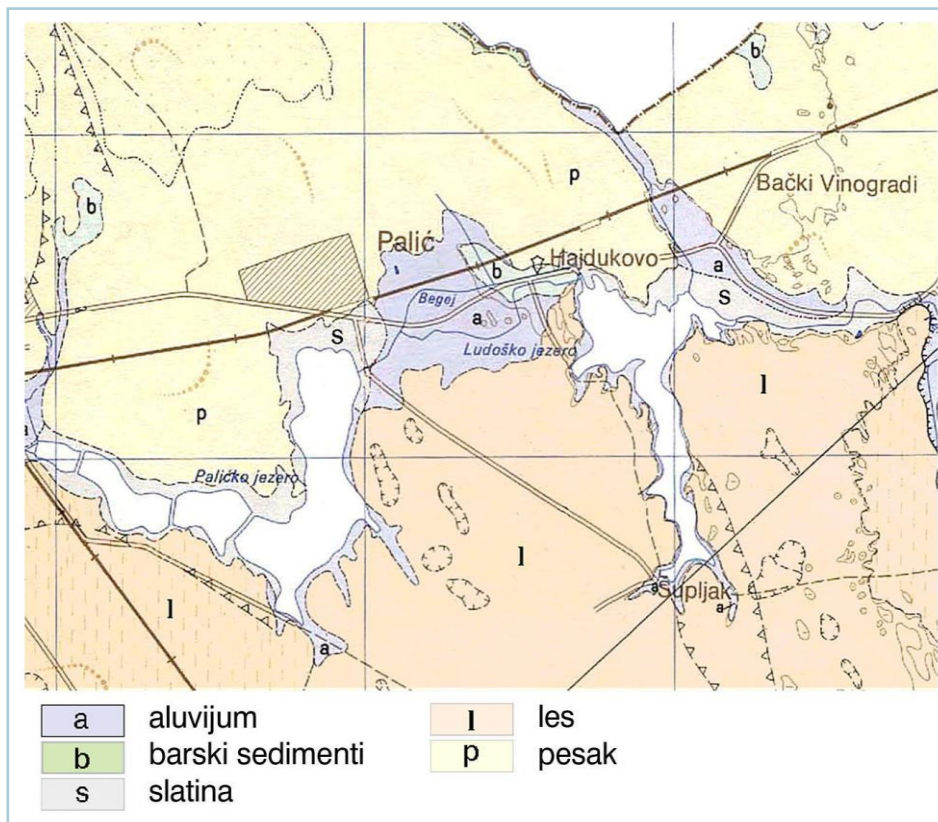 b
p
Bački Vinogradi
b
Palić
b
Hajdukovo
a
Begej
a
s
s
Ludoško jezero
l
p
a
Palićko jezero
l
l
a
Šupljak
a
a
a aluvijum
b barski sedimenti
s slatina
l les
p pesak